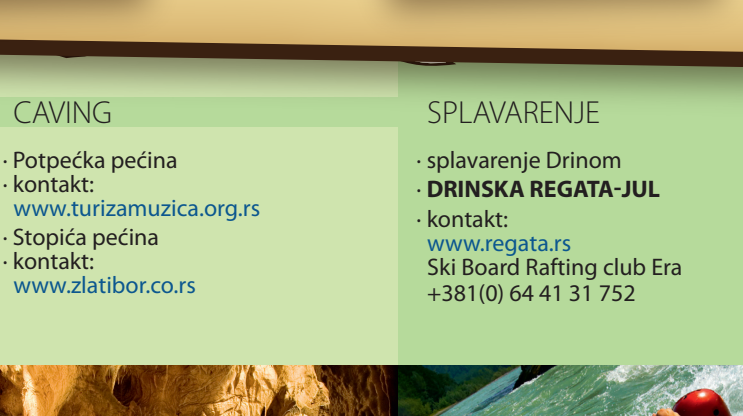 CAVING
· Potpećka pećina
· kontakt:
www.turizamuzica.org.rs
· Stopića pećina
· kontakt:
www.zlatibor.co.rs
SPLAVARENJE
· splavarenje Drinom
· DRINSKA REGATA-JUL
· kontakt:
www.regata.rs
Ski Board Rafting club Era
+381(0) 64 41 31 752